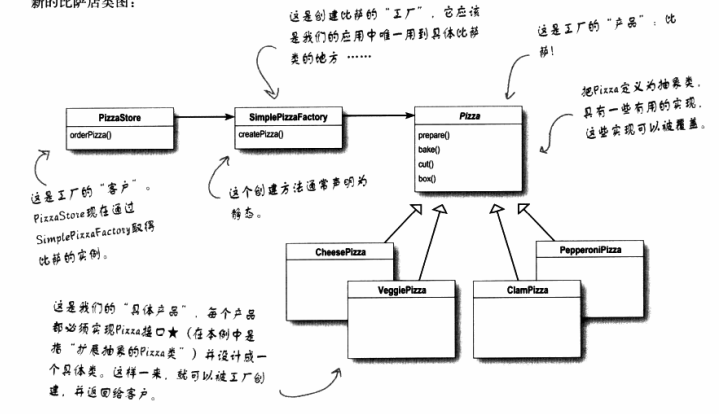 新的比萨店类图：
这是创建比萨的“工厂”，它应该
是我们的应用中唯一用到具体比萨
类的地方……
这是工厂的“产品”：比
萨！
把Pizza定义为抽象类，
具有一些有用的实现，
这些实现可以被覆盖。
PizzaStore
orderPizza()
SimplePizzaFactory
createPizza()
Pizza
prepare()
bake()
cut()
box()
这是工厂的“客户”。
PizzaStore现在通过
SimplePizzaFactory取得
比萨的实例。
这个创建方法通常声明为
静态。
CheesePizza
VeggiePizza
ClamPizza
PepperoniPizza
这是我们的“具体产品”，每个产品
都必须实现Pizza接口★（在本例中是
指“扩展抽象的Pizza类”）并设计成一
个具体类。这样一来，就可以被工厂创
建，并返回给客户。